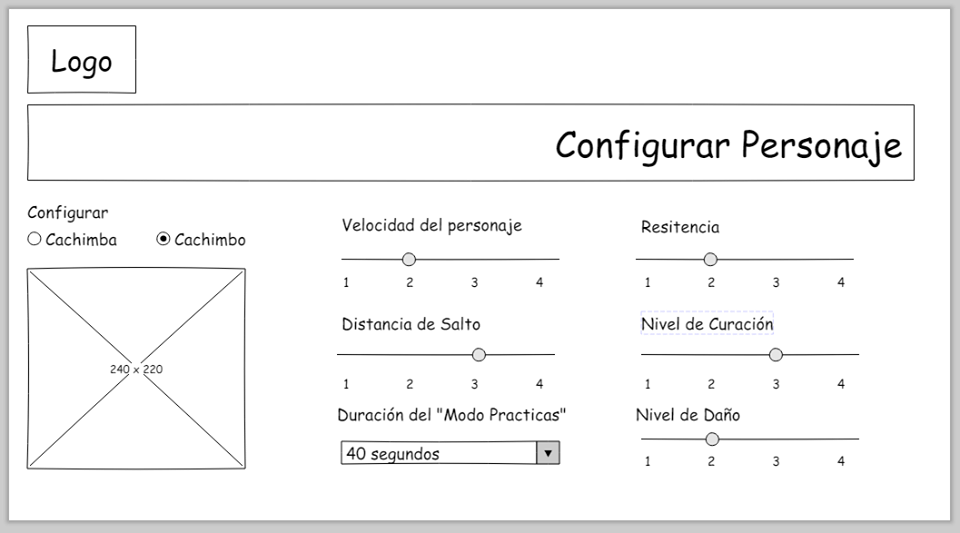 Logo
Configurar Personaje
Configurar
Cachimba Cachimbo
240 x 220
Velocidad del personaje
1 2 3 4
Distancia de Salto
1 2 3 4
Duración del "Modo Practicas"
40 segundos
Resitencia
1 2 3 4
Nivel de Curación
1 2 3 4
Nivel de Daño
1 2 3 4